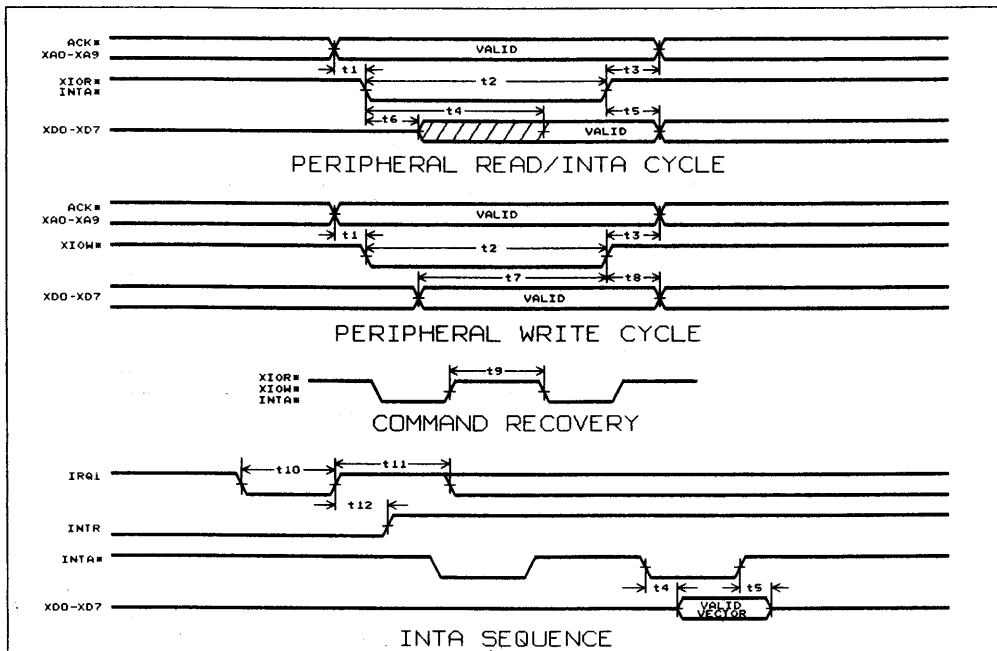 ACK#
XA0-XA9
VALID
t1
t2
t3
XIOR#
INTA#
t4
t5
t6
XD0-XD7
VALID
PERIPHERAL READ/INTA CYCLE
ACK#
XA0-XA9
VALID
t1
t2
t3
XIOW#
t7
t8
XD0-XD7
VALID
PERIPHERAL WRITE CYCLE
XIOR#
XIOW#
INTA#
t9
COMMAND RECOVERY
t10
t11
IRQi
t12
INTR
INTA#
t4
t5
XD0-XD7
VALID
VECTOR
INTA SEQUENCE